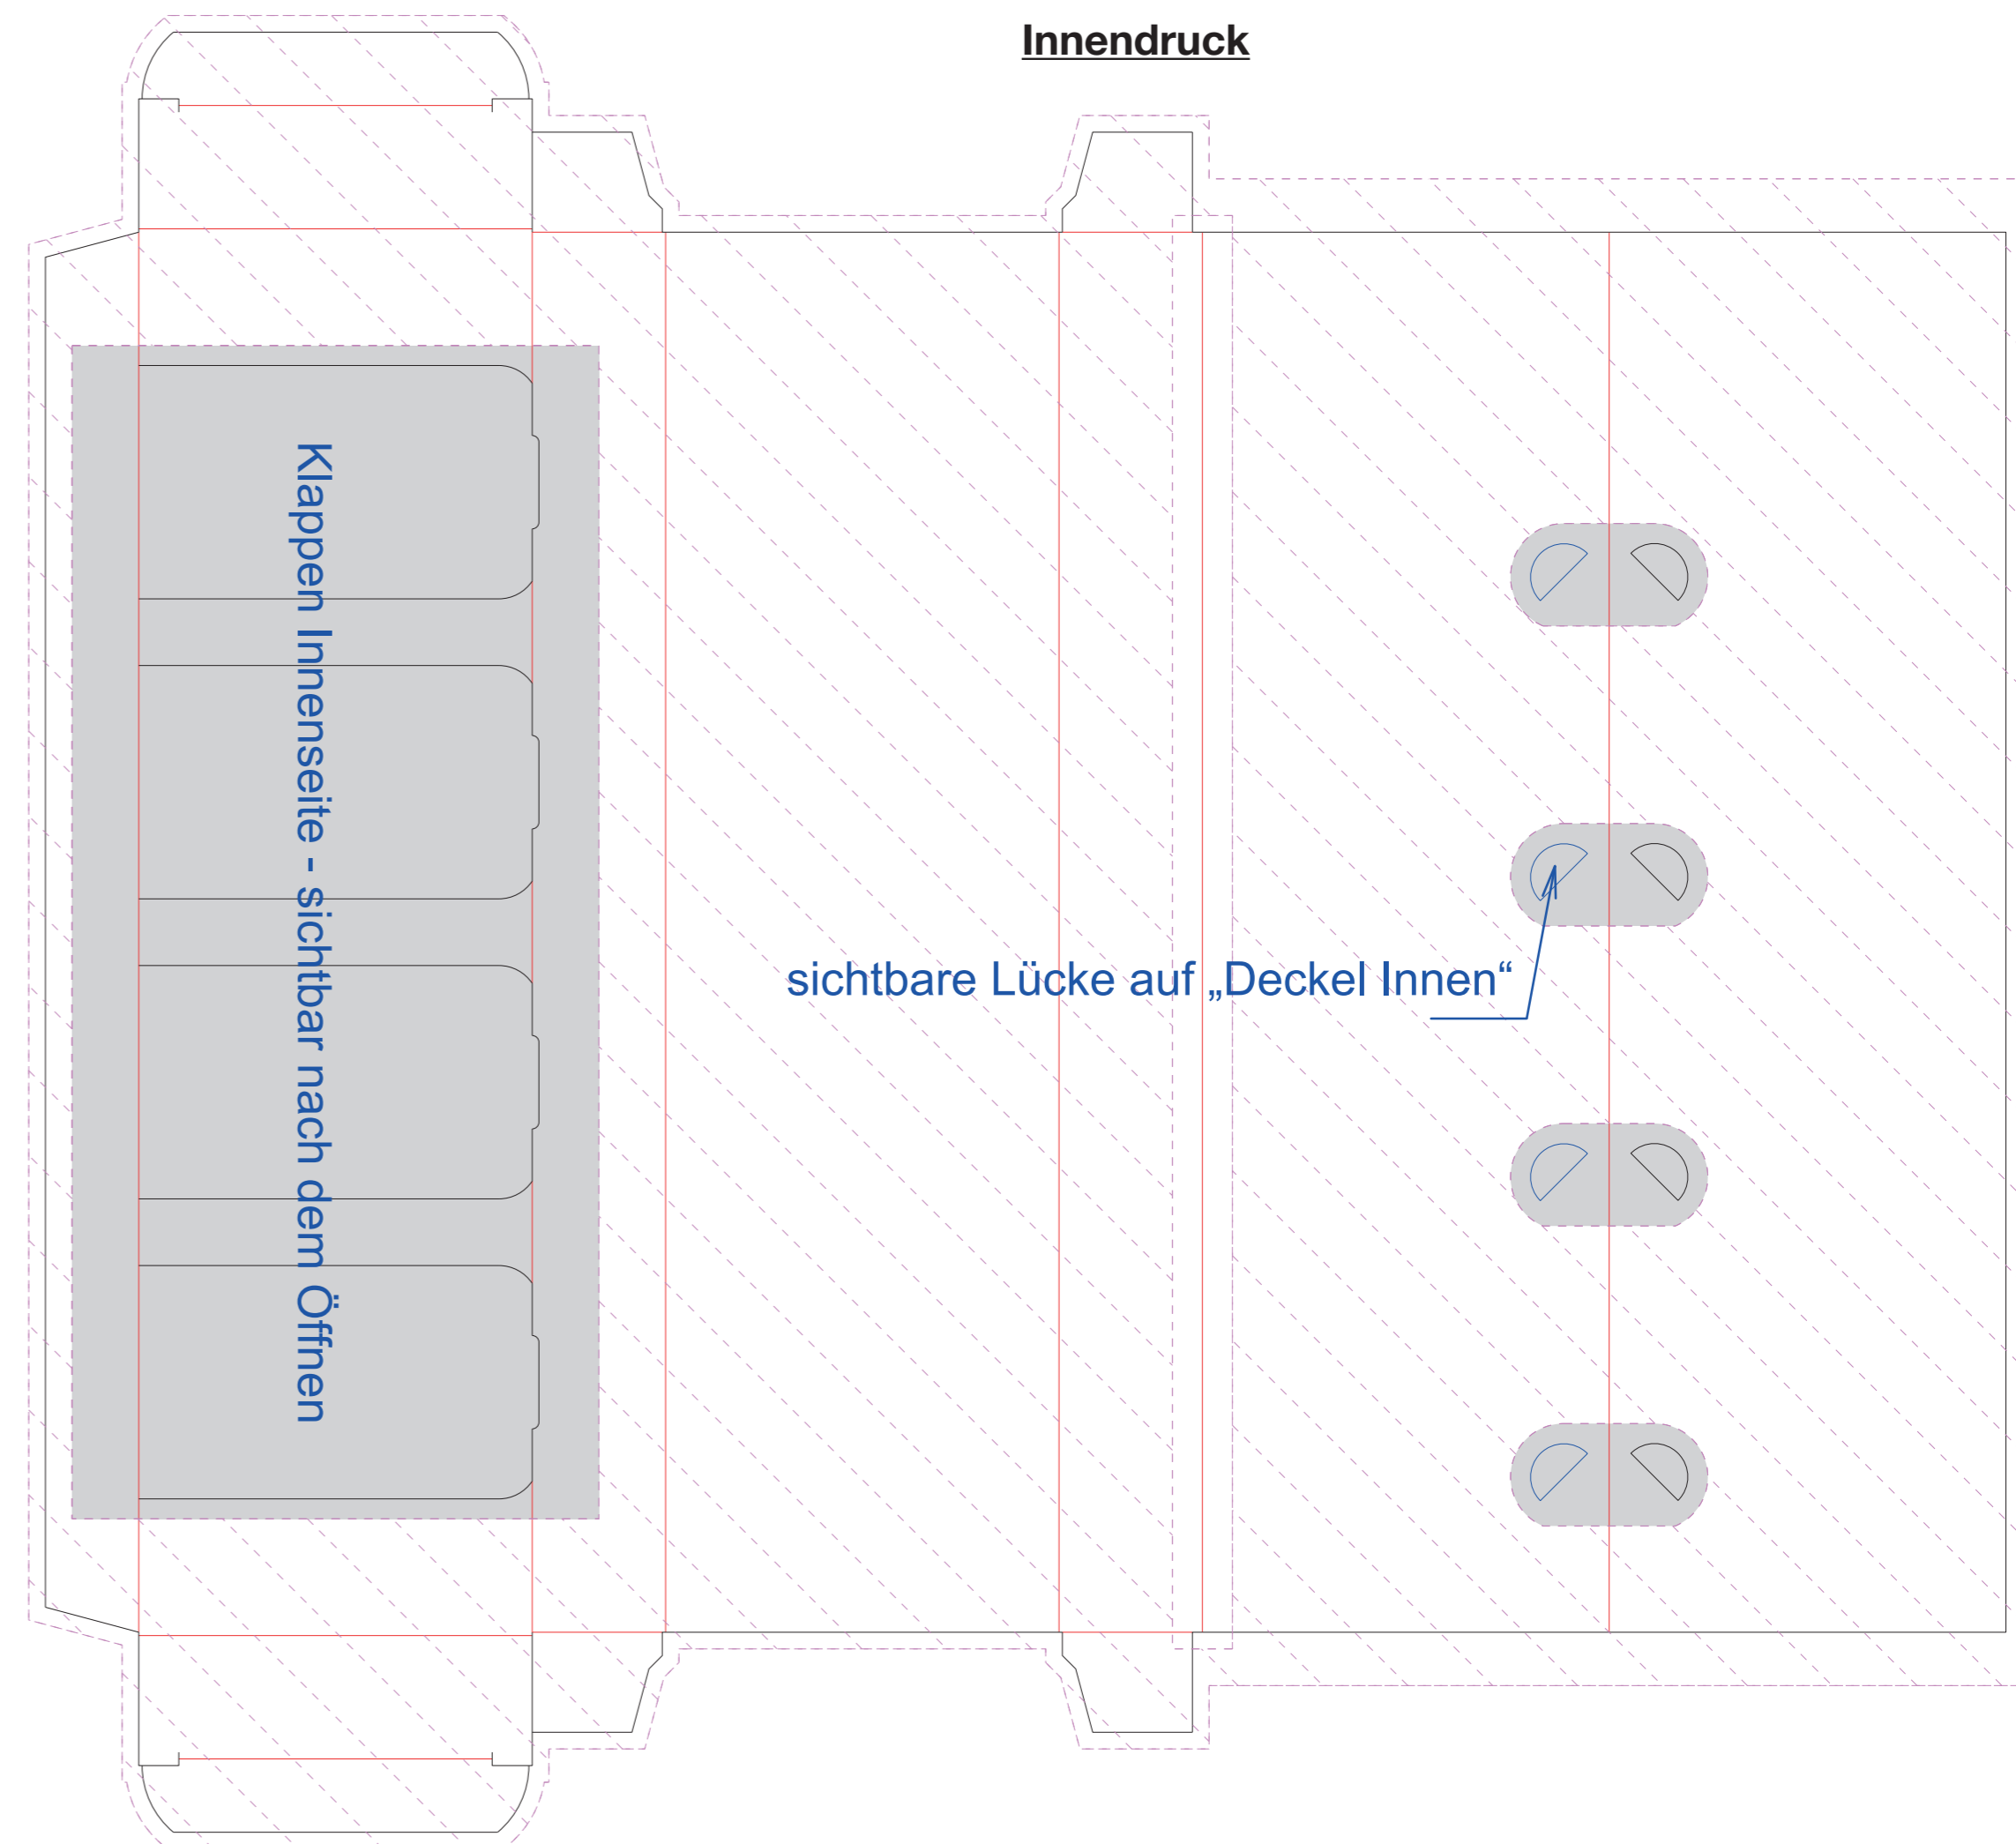 Innendruck
Klappen Innenseite - sichtbar nach dem Öffnen
sichtbare Lücke auf „Deckel Innen“